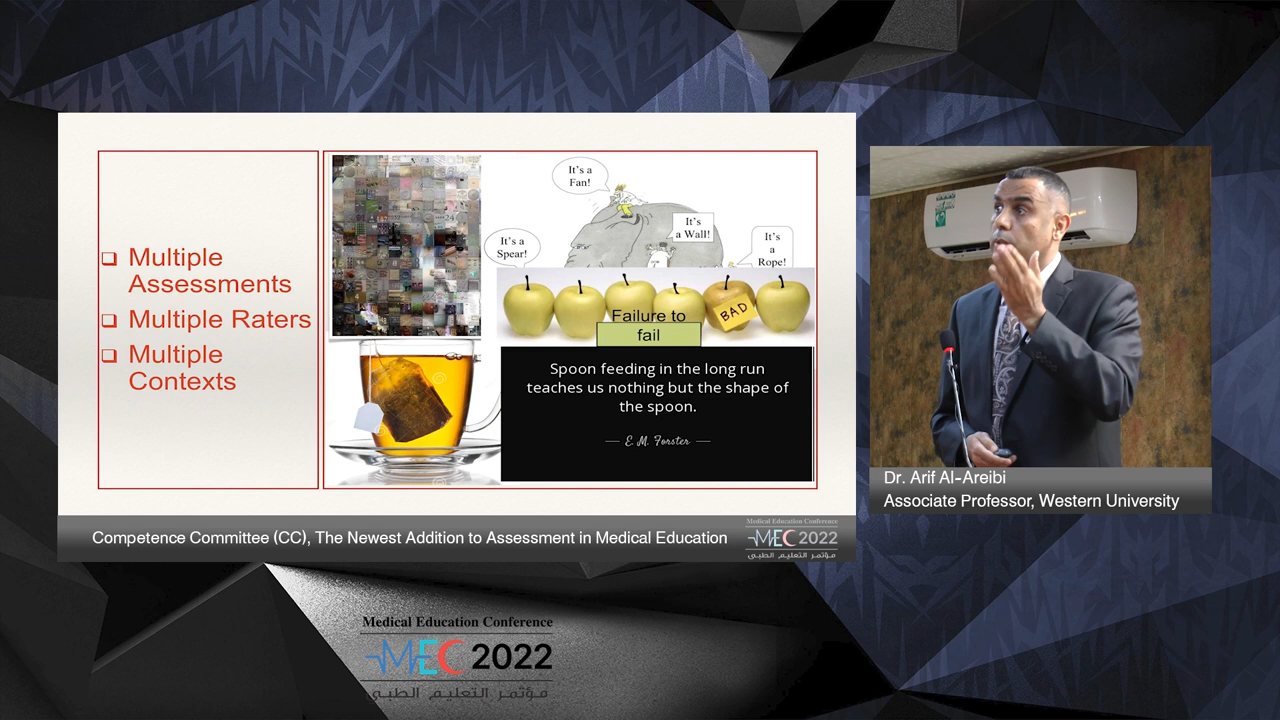 Multiple
Assessments
Multiple Raters
Multiple
Contexts
It's a
Fan!
It's a
Spear!
It's
a Wall!
It's
a
Rope!
BAD
Failure to
fail
Spoon feeding in the long run
teaches us nothing but the shape of
the spoon.
— E. M. Forster —
Dr. Arif Al-Areibi
Associate Professor, Western University
Competence Committee (CC), The Newest Addition to Assessment in Medical Education
Medical Education Conference
MEC 2022
مؤتمر التعليم الطبي
Medical Education Conference
MEC 2022
مؤتمر التعليم الطبي